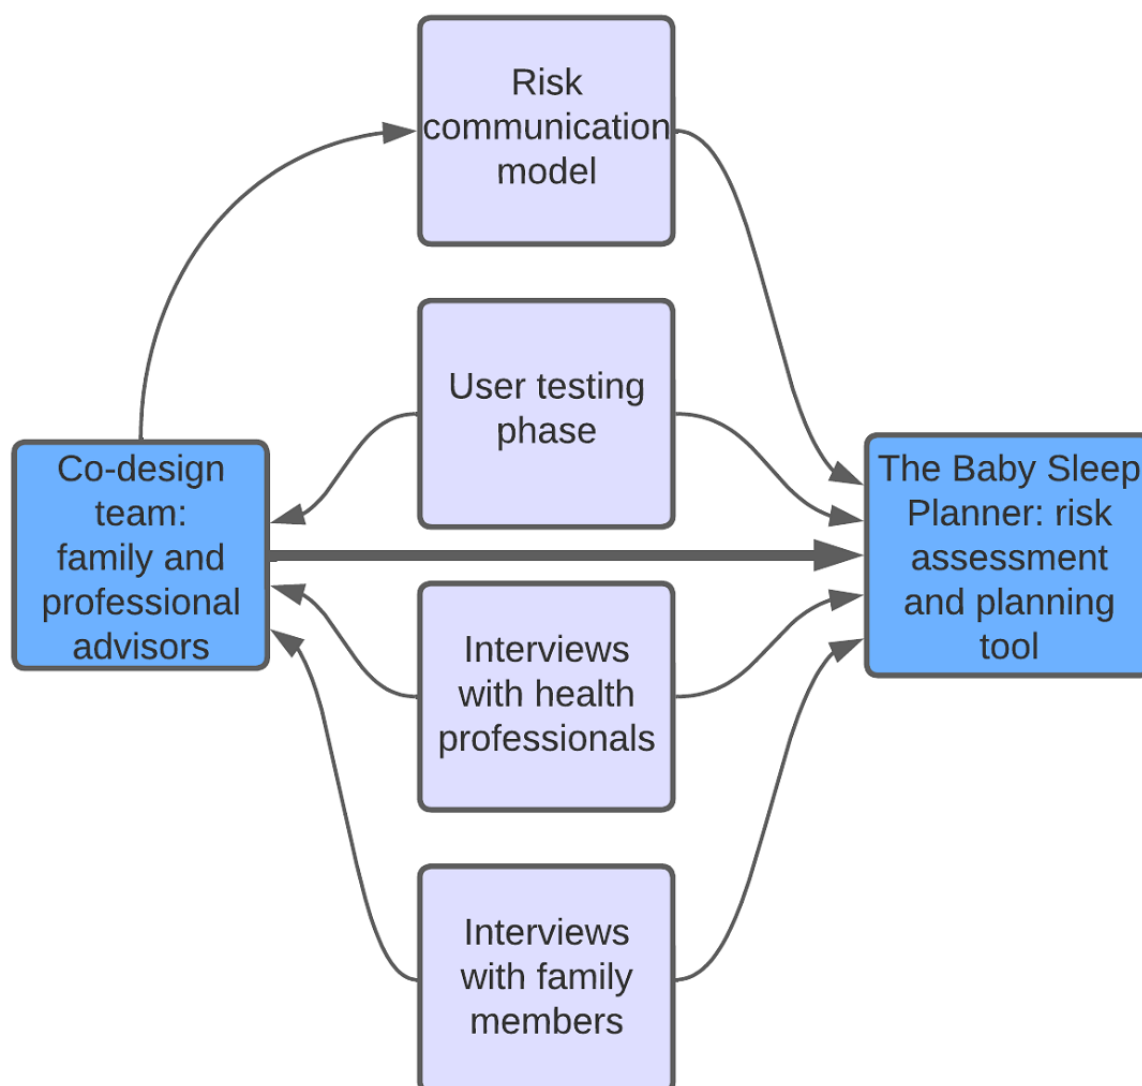 Risk
communication
model
User testing
phase
Co-design
team:
family and
professional
advisors
The Baby Sleep
Planner: risk
assessment
and planning
tool
Interviews
with health
professionals
Interviews
with family
members